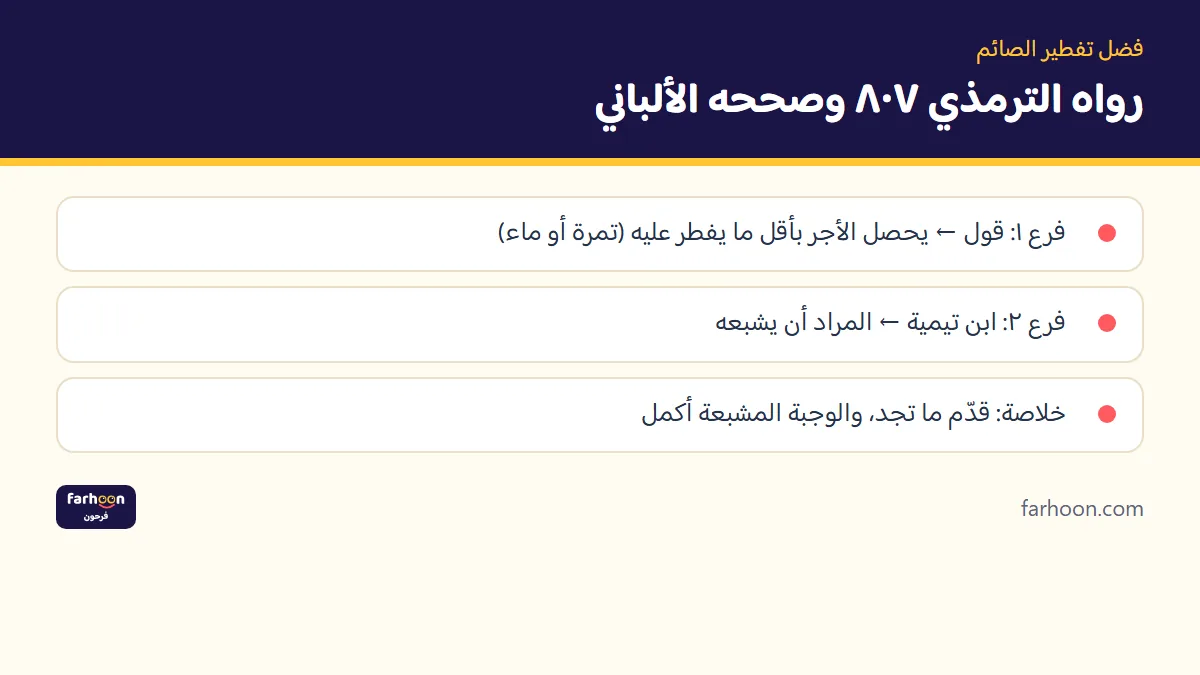 فضل تفطير الصائم
رواه الترمذي ٨٠٧ وصححه الألباني
فرع ١: قول ← يحصل الأجر بأقل ما يفطر عليه (تمرة أو ماء)
فرع ٢: ابن تيمية ← المراد أن يشبعه
خلاصة: قدّم ما تجد، والوجبة المشبعة أكمل
farhoon.com
farhoon
فرحون